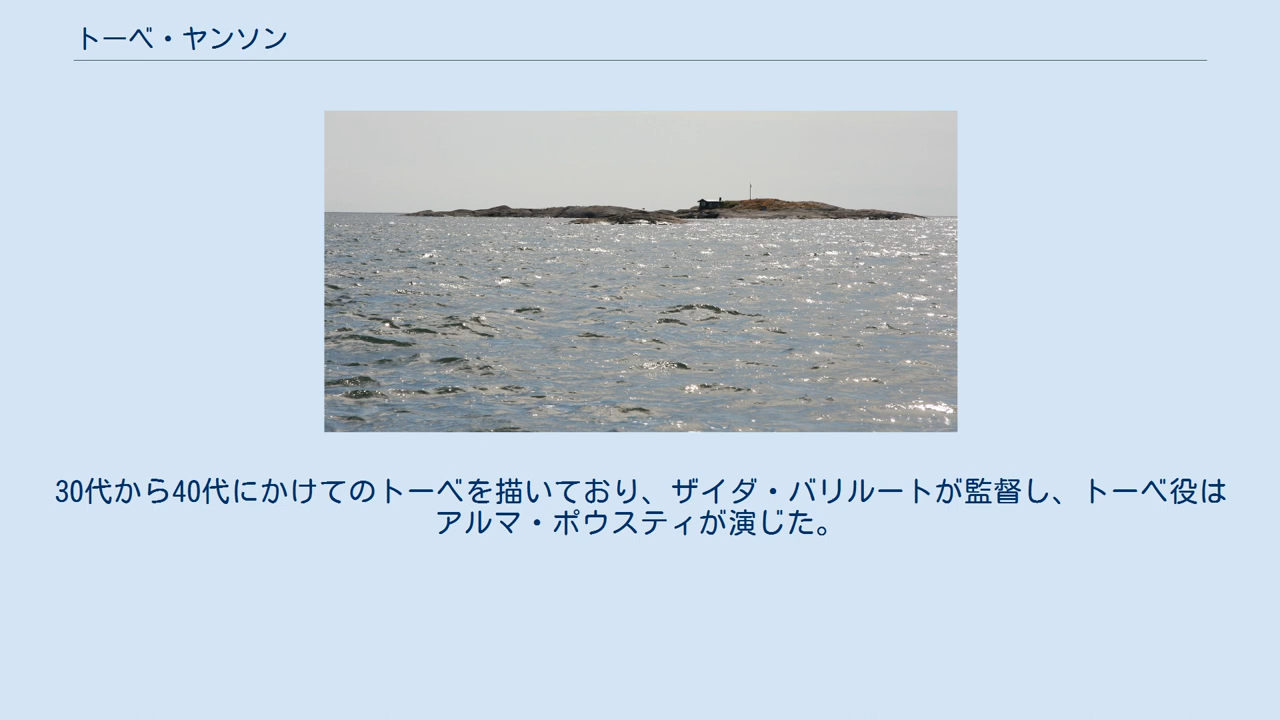 トーベ・ヤンソン
30代から40代にかけてのトーベを描いており、ザイダ・バリルートが監督し、トーベ役は
アルマ・ポウスティが演じた。